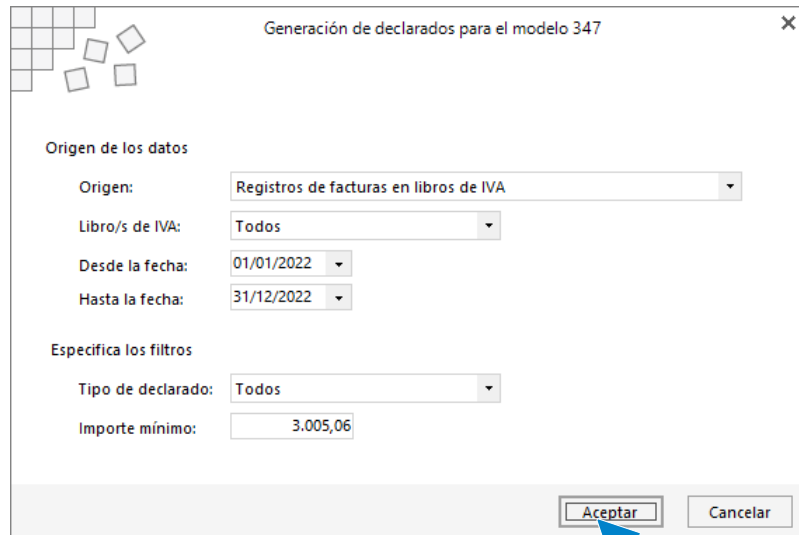 Generación de declarados para el modelo 347
Origen de los datos
Origen: Registros de facturas en libros de IVA
Libro/s de IVA: Todos
Desde la fecha: 01/01/2022
Hasta la fecha: 31/12/2022
Especifica los filtros
Tipo de declarado: Todos
Importe mínimo: 3.005,06
Aceptar Cancelar